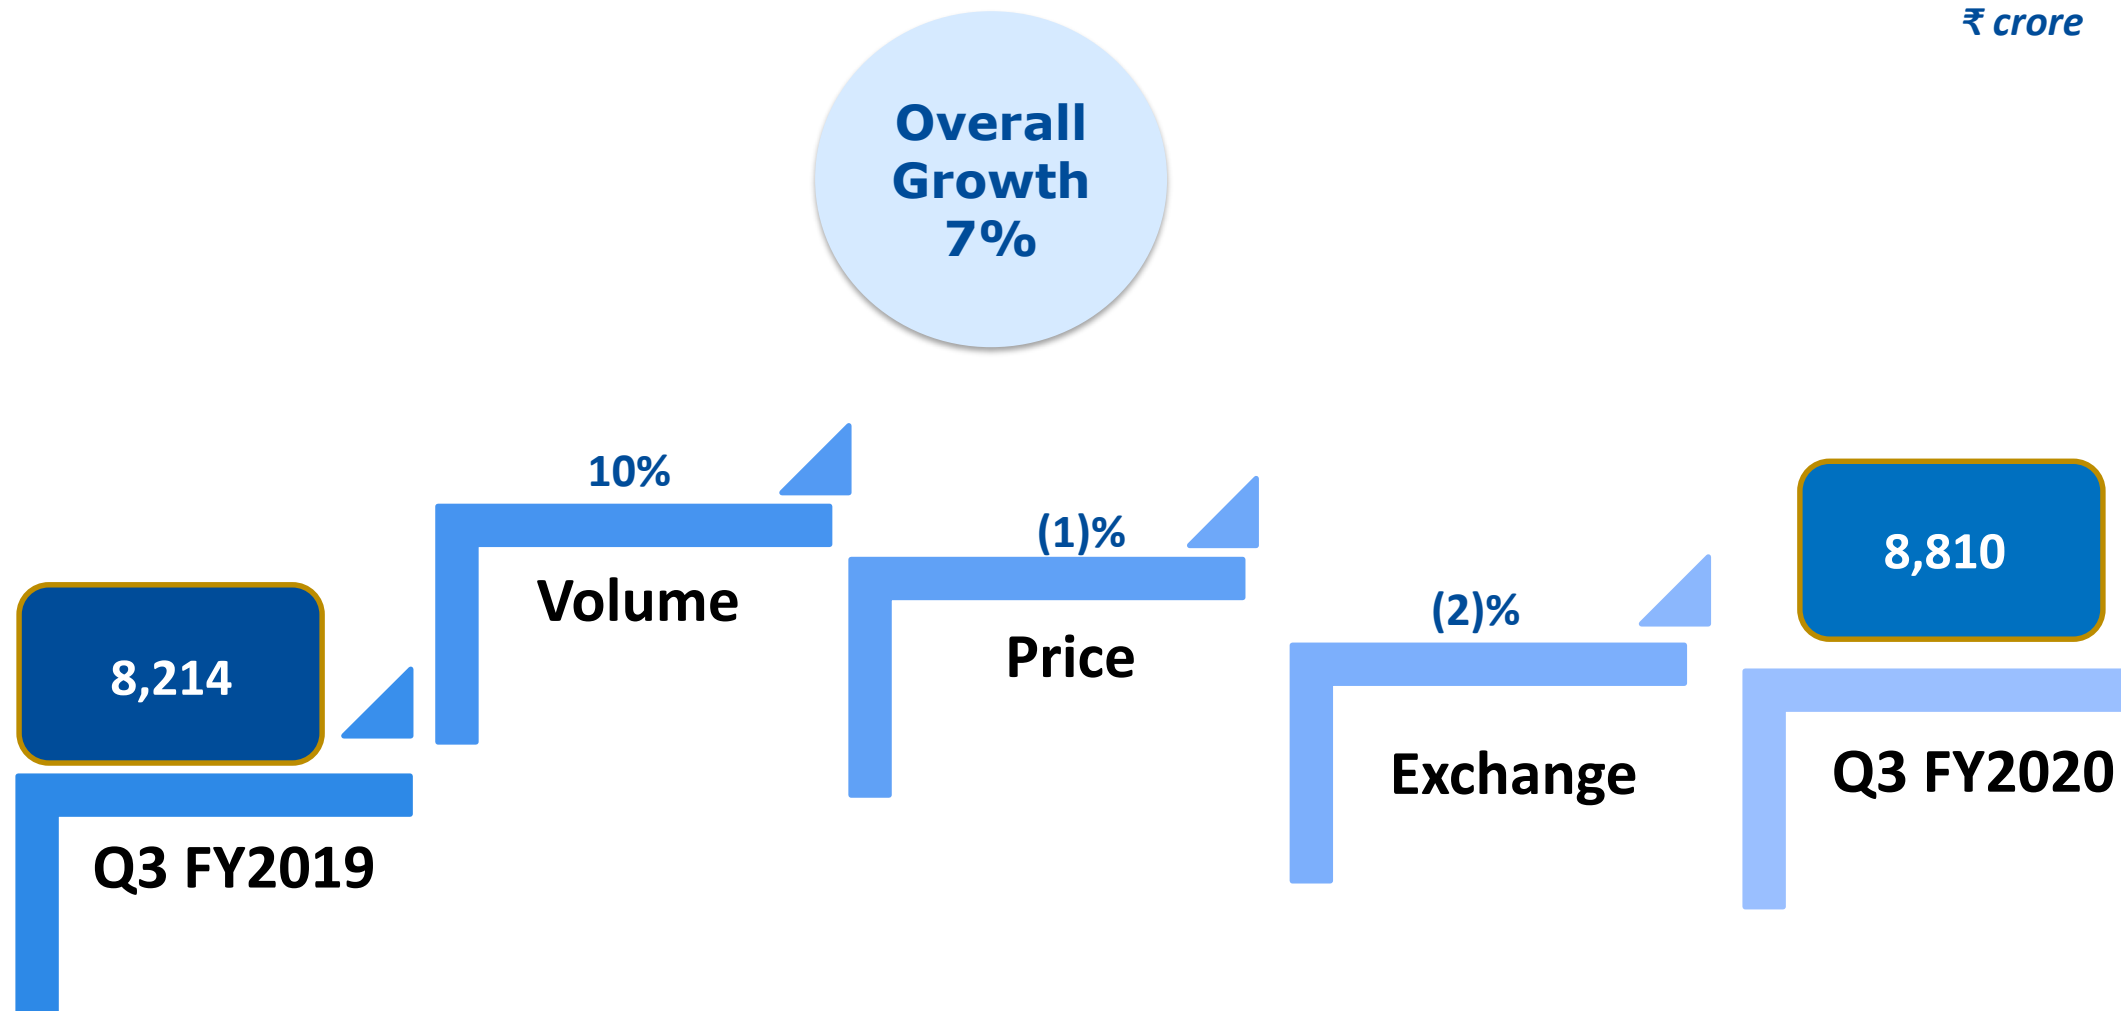 ₹ crore
Overall
Growth
7%
10%
Volume
(1)%
Price
(2)%
Exchange
8,214
Q3 FY2019
8,810
Q3 FY2020